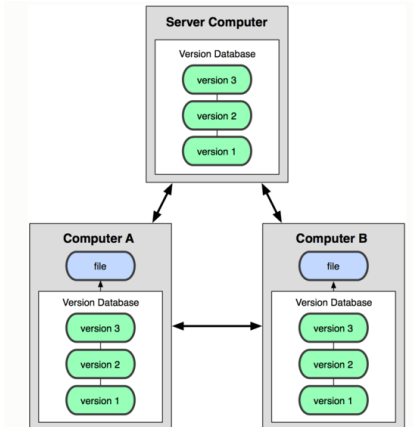 Server Computer
Version Database
version 3
version 2
version 1
Computer A
file
Version Database
version 3
version 2
version 1
Computer B
file
Version Database
version 3
version 2
version 1